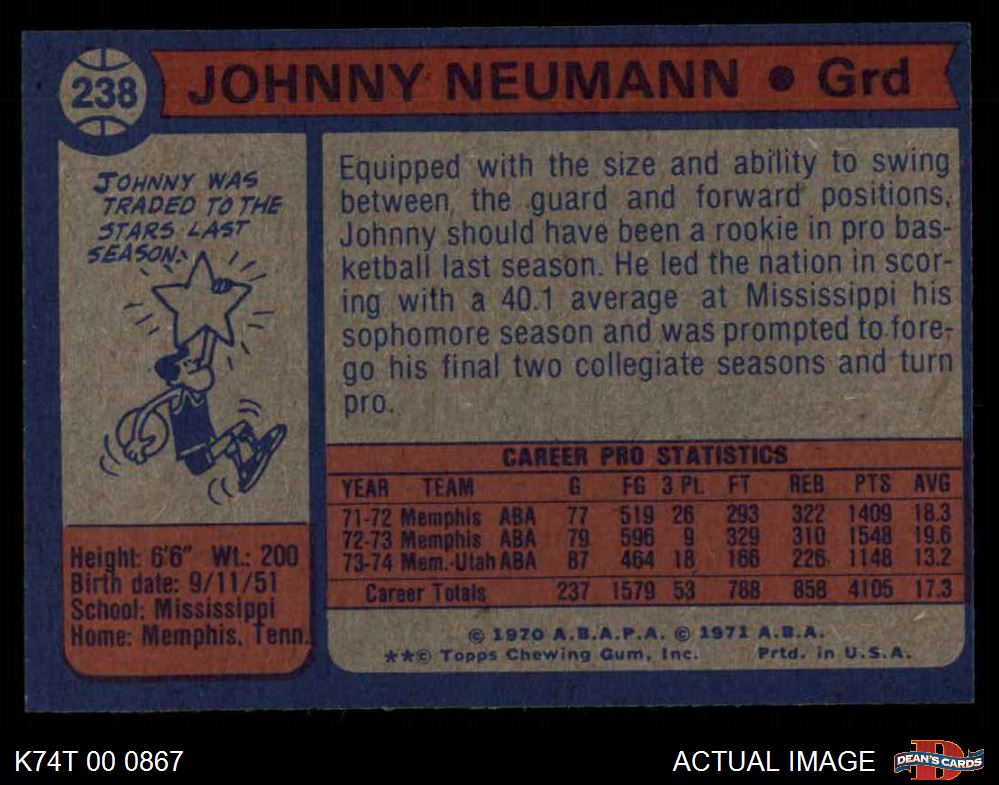 238
JOHNNY NEUMANN • Grd
JOHNNY WAS
TRADED TO THE
STARS LAST
SEASON.
Equipped with the size and ability to swing
between the guard and forward positions,
Johnny should have been a rookie in pro bas-
ketball last season. He led the nation in scor-
ing with a 40.1 average at Mississippi his
sophomore season and was prompted to fore-
go his final two collegiate seasons and turn
pro.
Height: 6'6" Wt.: 200
Birth date: 9/11/51
School: Mississippi
Home: Memphis, Tenn.
CAREER PRO STATISTICS
YEAR TEAM G FG 3 Pt. FT REB PTS AVG
71-72 Memphis ABA 77 519 26 293 322 1409 18.3
72-73 Memphis ABA 79 596 9 329 310 1548 19.6
73-74 Mem.-Utah ABA 87 464 18 166 226 1148 13.2
Career Totals 237 1579 53 788 858 4105 17.3
© 1970 A.B.A.P.A. © 1971 A.B.A.
**© Topps Chewing Gum, Inc. Prtd. in U.S.A.
K74T 00 0867
ACTUAL IMAGE
D
DEAN'S CARDS